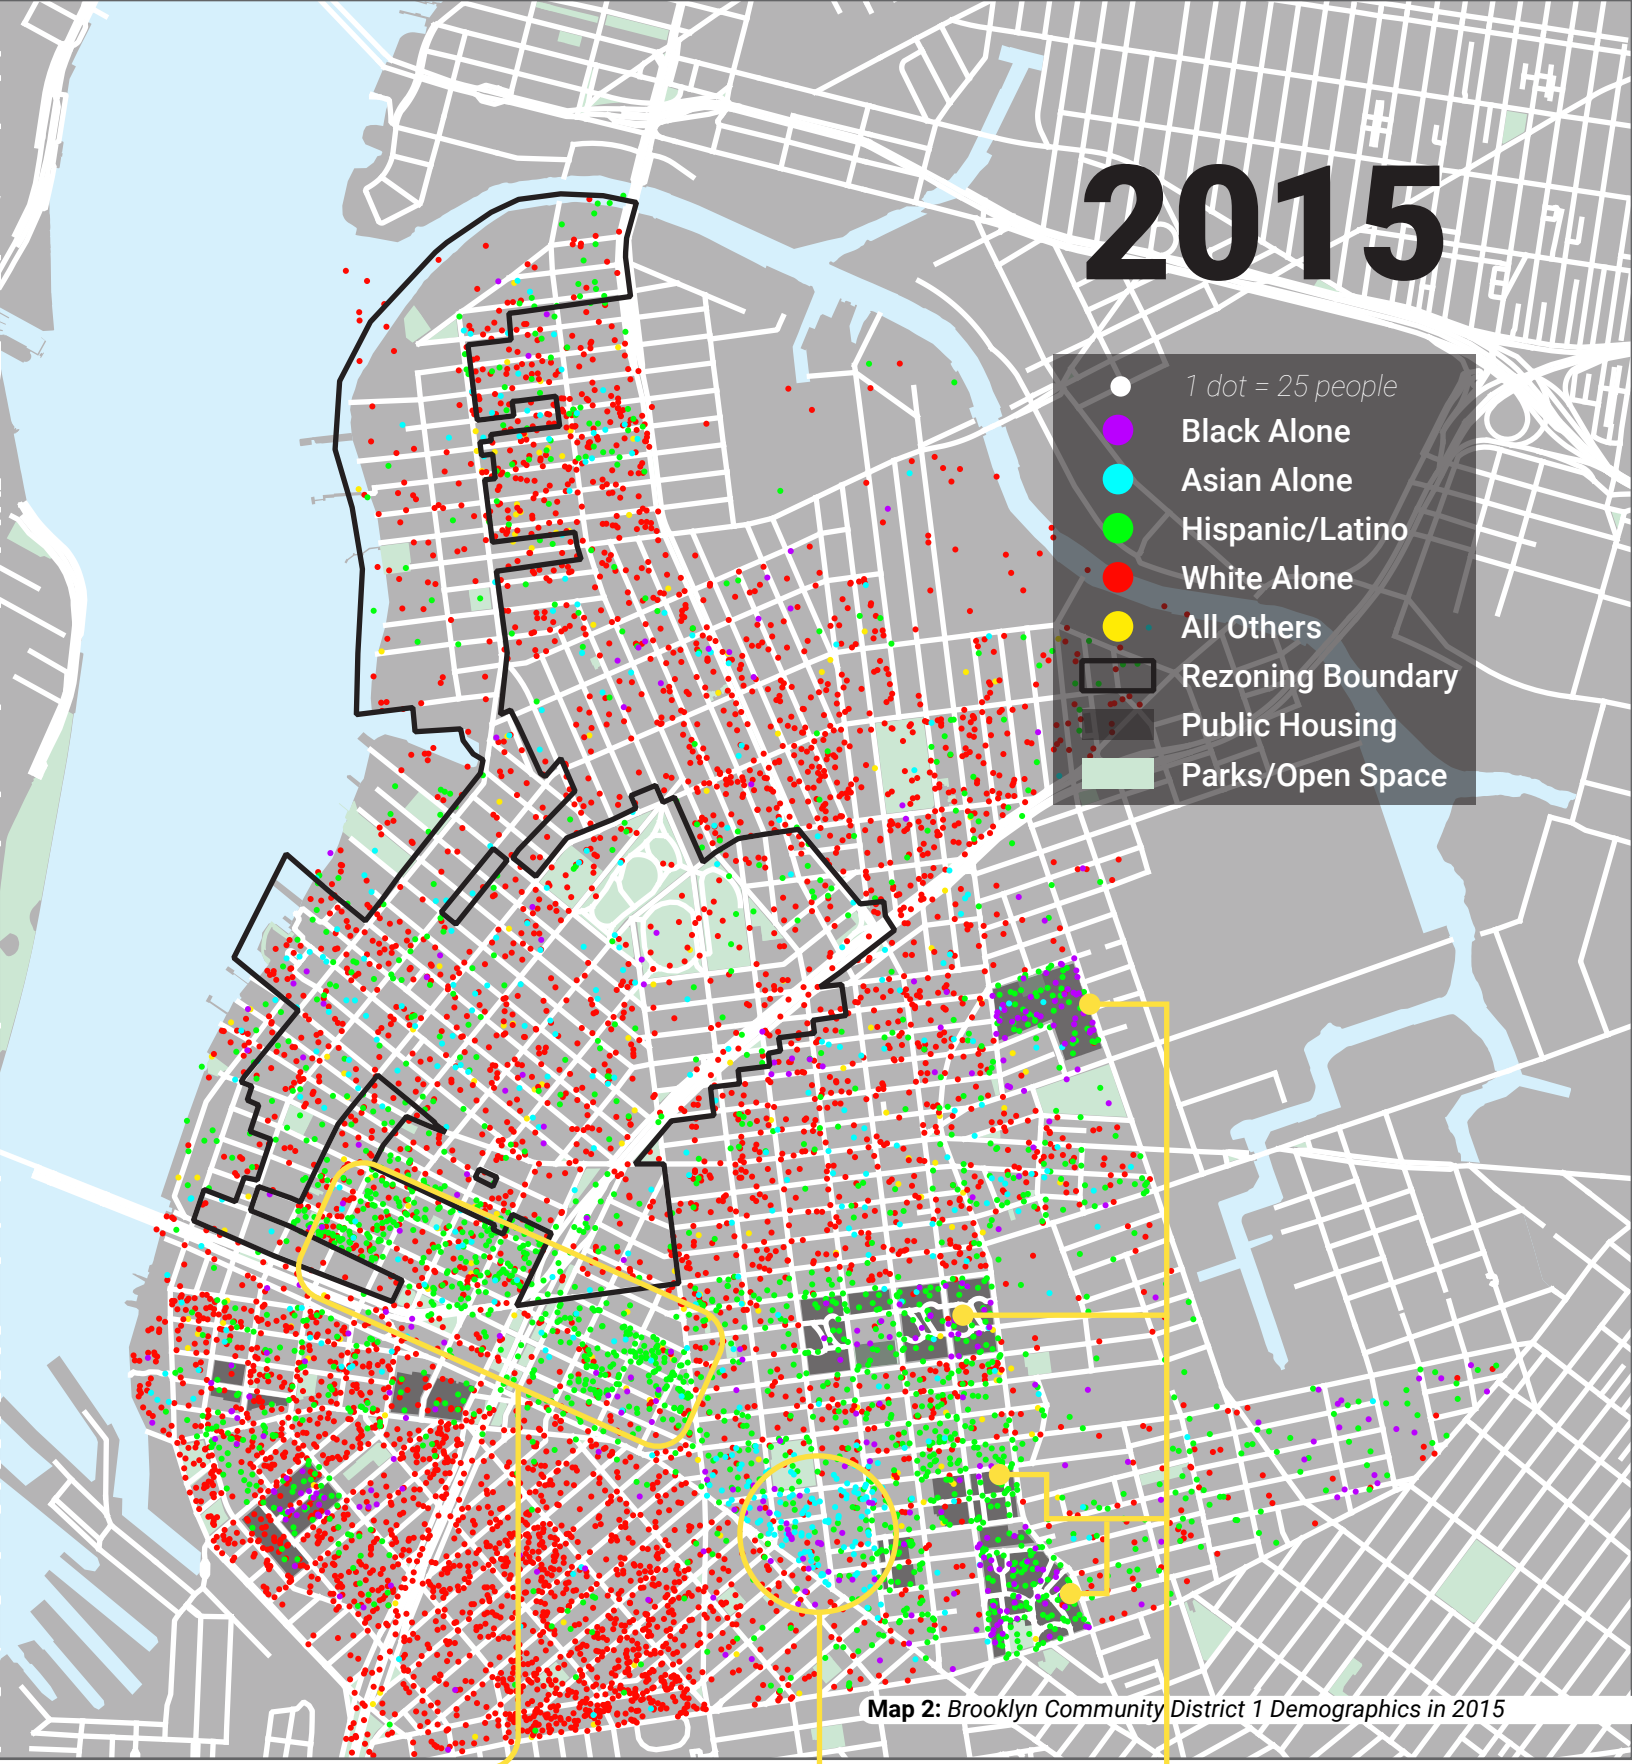 2015
1 dot = 25 people
Black Alone
Asian Alone
Hispanic/Latino
White Alone
All Others
Rezoning Boundary
Public Housing
Parks/Open Space
Map 2: Brooklyn Community District 1 Demographics in 2015